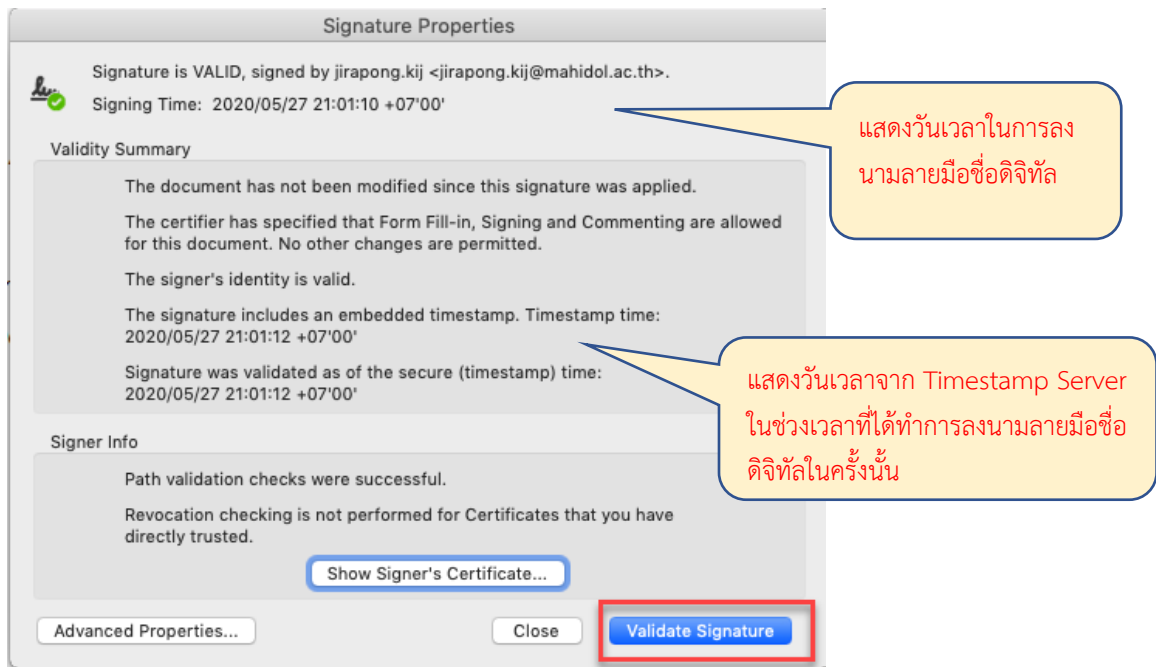 Signature Properties
Signature is VALID, signed by jirapong.kij <jirapong.kij@mahidol.ac.th>.
Signing Time: 2020/05/27 21:01:10 +07'00'
แสดงวันเวลาในการลง
นามลายมือชื่อดิจิทัล
Validity Summary
The document has not been modified since this signature was applied.
The certifier has specified that Form Fill-in, Signing and Commenting are allowed
for this document. No other changes are permitted.
The signer's identity is valid.
The signature includes an embedded timestamp. Timestamp time:
2020/05/27 21:01:12 +07'00'
Signature was validated as of the secure (timestamp) time:
2020/05/27 21:01:12 +07'00'
แสดงวันเวลาจาก Timestamp Server
ในช่วงเวลาที่ได้ทำการลงนามลายมือชื่อ
ดิจิทัลในครั้งนั้น
Signer Info
Path validation checks were successful.
Revocation checking is not performed for Certificates that you have
directly trusted.
Show Signer's Certificate...
Advanced Properties...
Close
Validate Signature